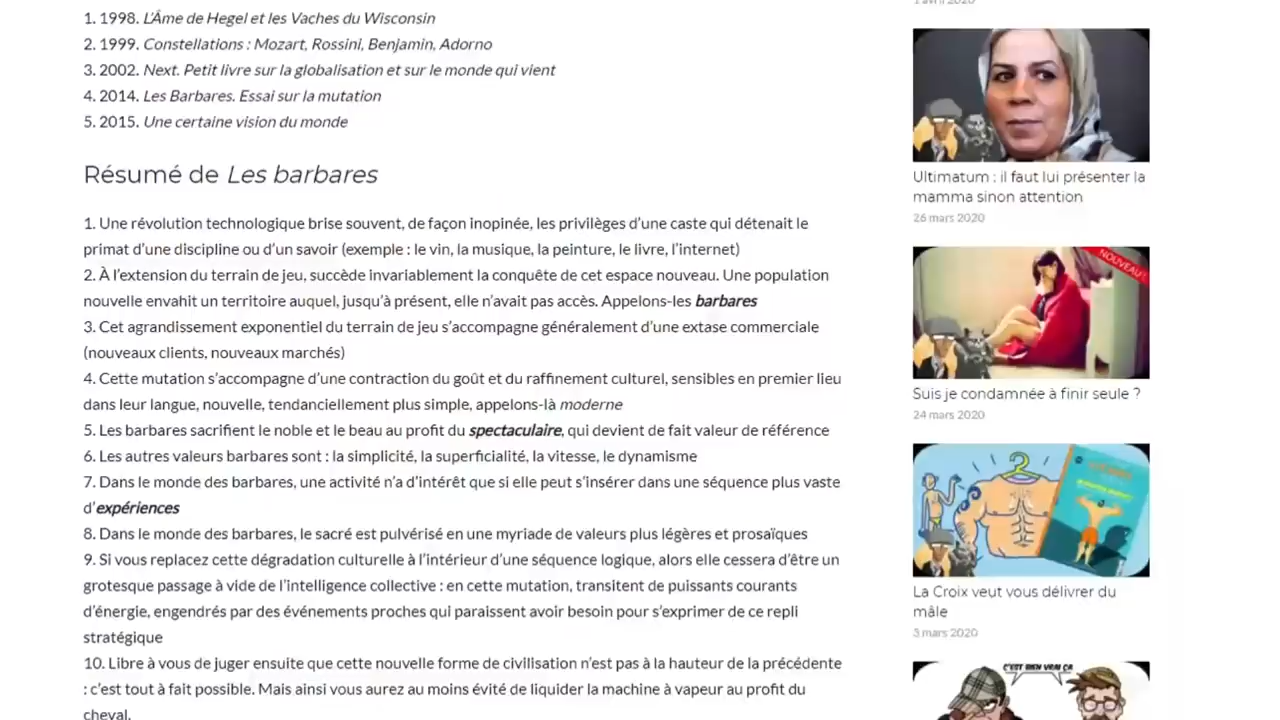 1. 1998. L'Âme de Hegel et les Vaches du Wisconsin
2. 1999. Constellations : Mozart, Rossini, Benjamin, Adorno
3. 2002. Next. Petit livre sur la globalisation et sur le monde qui vient
4. 2014. Les Barbares. Essai sur la mutation
5. 2015. Une certaine vision du monde
Résumé de Les barbares
1. Une révolution technologique brise souvent, de façon inopinée, les privilèges d'une caste qui détenait le
primat d'une discipline ou d'un savoir (exemple : le vin, la musique, la peinture, le livre, l'internet)
2. À l'extension du terrain de jeu, succède invariablement la conquête de cet espace nouveau. Une population
nouvelle envahit un territoire auquel, jusqu'à présent, elle n'avait pas accès. Appelons-les barbares
3. Cet agrandissement exponentiel du terrain de jeu s'accompagne généralement d'une extase commerciale
(nouveaux clients, nouveaux marchés)
4. Cette mutation s'accompagne d'une contraction du goût et du raffinement culturel, sensibles en premier lieu
dans leur langue, nouvelle, tendanciellement plus simple, appelons-là moderne
5. Les barbares sacrifient le noble et le beau au profit du spectaculaire, qui devient de fait valeur de référence
6. Les autres valeurs barbares sont : la simplicité, la superficialité, la vitesse, le dynamisme
7. Dans le monde des barbares, une activité n'a d'intérêt que si elle peut s'insérer dans une séquence plus vaste
d'expériences
8. Dans le monde des barbares, le sacré est pulvérisé en une myriade de valeurs plus légères et prosaïques
9. Si vous replacez cette dégradation culturelle à l'intérieur d'une séquence logique, alors elle cessera d'être un
grotesque passage à vide de l'intelligence collective : en cette mutation, transitent de puissants courants
d'énergie, engendrés par des événements proches qui paraissent avoir besoin pour s'exprimer de ce repli
stratégique
10. Libre à vous de juger ensuite que cette nouvelle forme de civilisation n'est pas à la hauteur de la précédente
: c'est tout à fait possible. Mais ainsi vous aurez au moins évité de liquider la machine à vapeur au profit du
cheval.
1 avril 2020
Ultimatum : il faut lui présenter la
mamma sinon attention
26 mars 2020
NOUVEAU !
Suis je condamnée à finir seule ?
24 mars 2020
La Croix veut vous délivrer du
mâle
3 mars 2020
C'EST BIEN VRAI ÇA